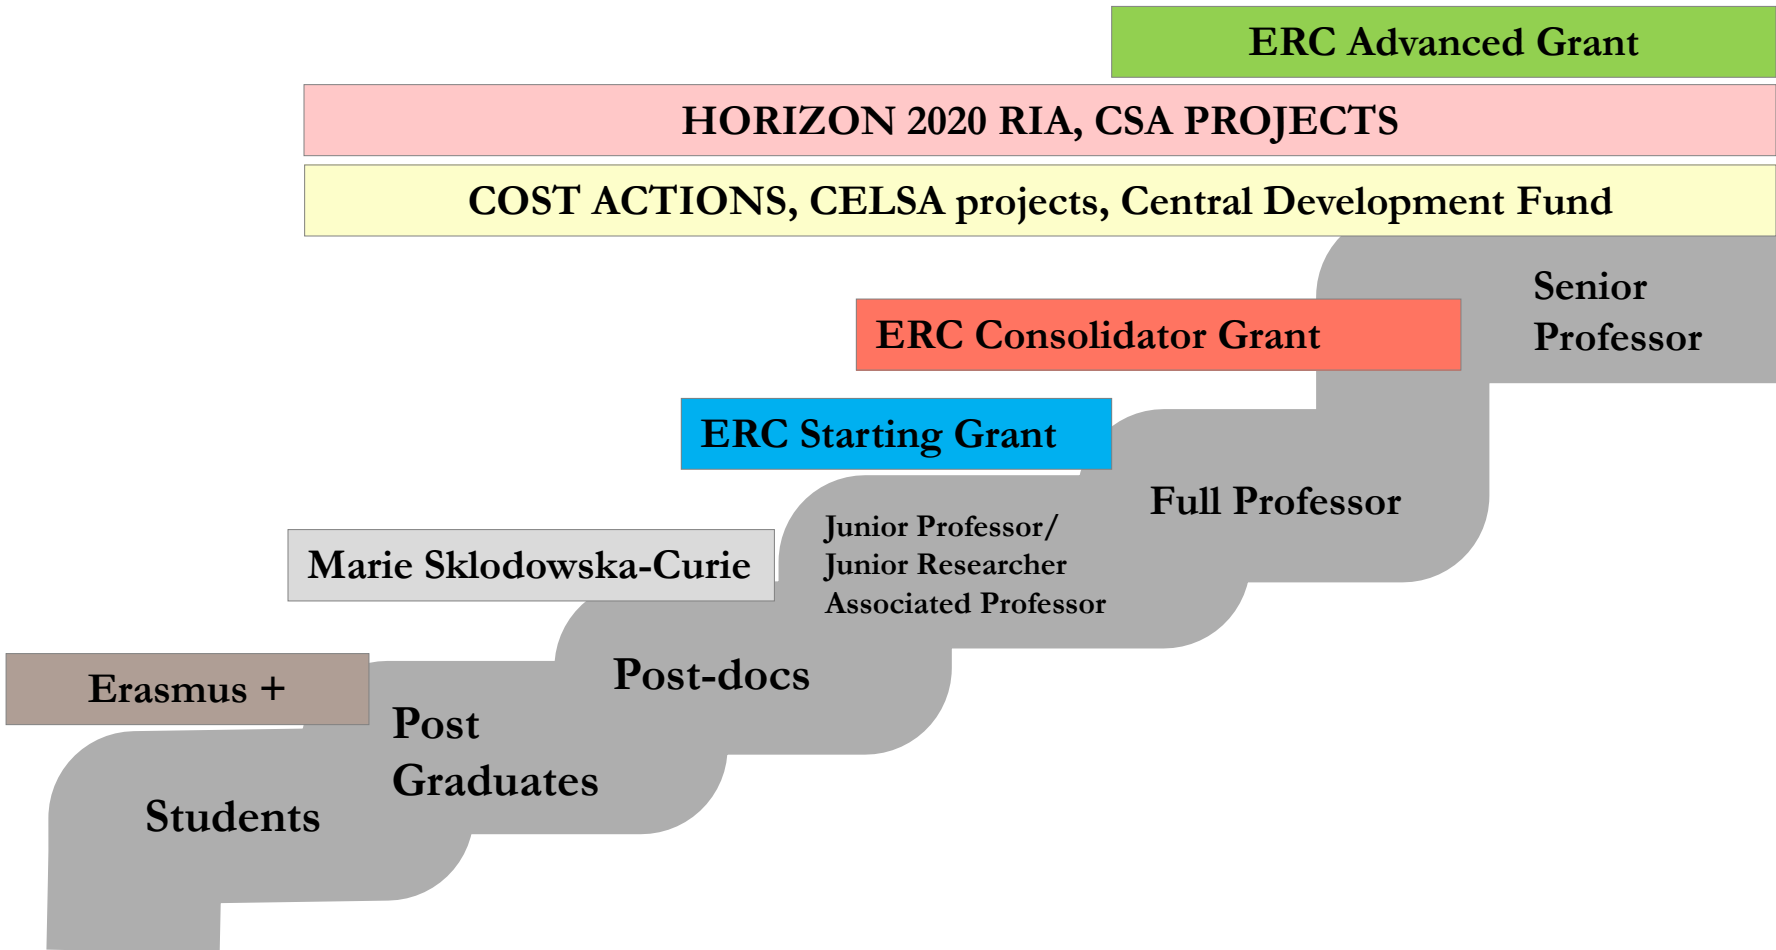 ERC Advanced Grant
HORIZON 2020 RIA, CSA PROJECTS
COST ACTIONS, CELSA projects, Central Development Fund
Senior
Professor
ERC Consolidator Grant
ERC Starting Grant
Full Professor
Junior Professor/
Junior Researcher
Associated Professor
Marie Sklodowska-Curie
Post-docs
Erasmus +
Post
Graduates
Students